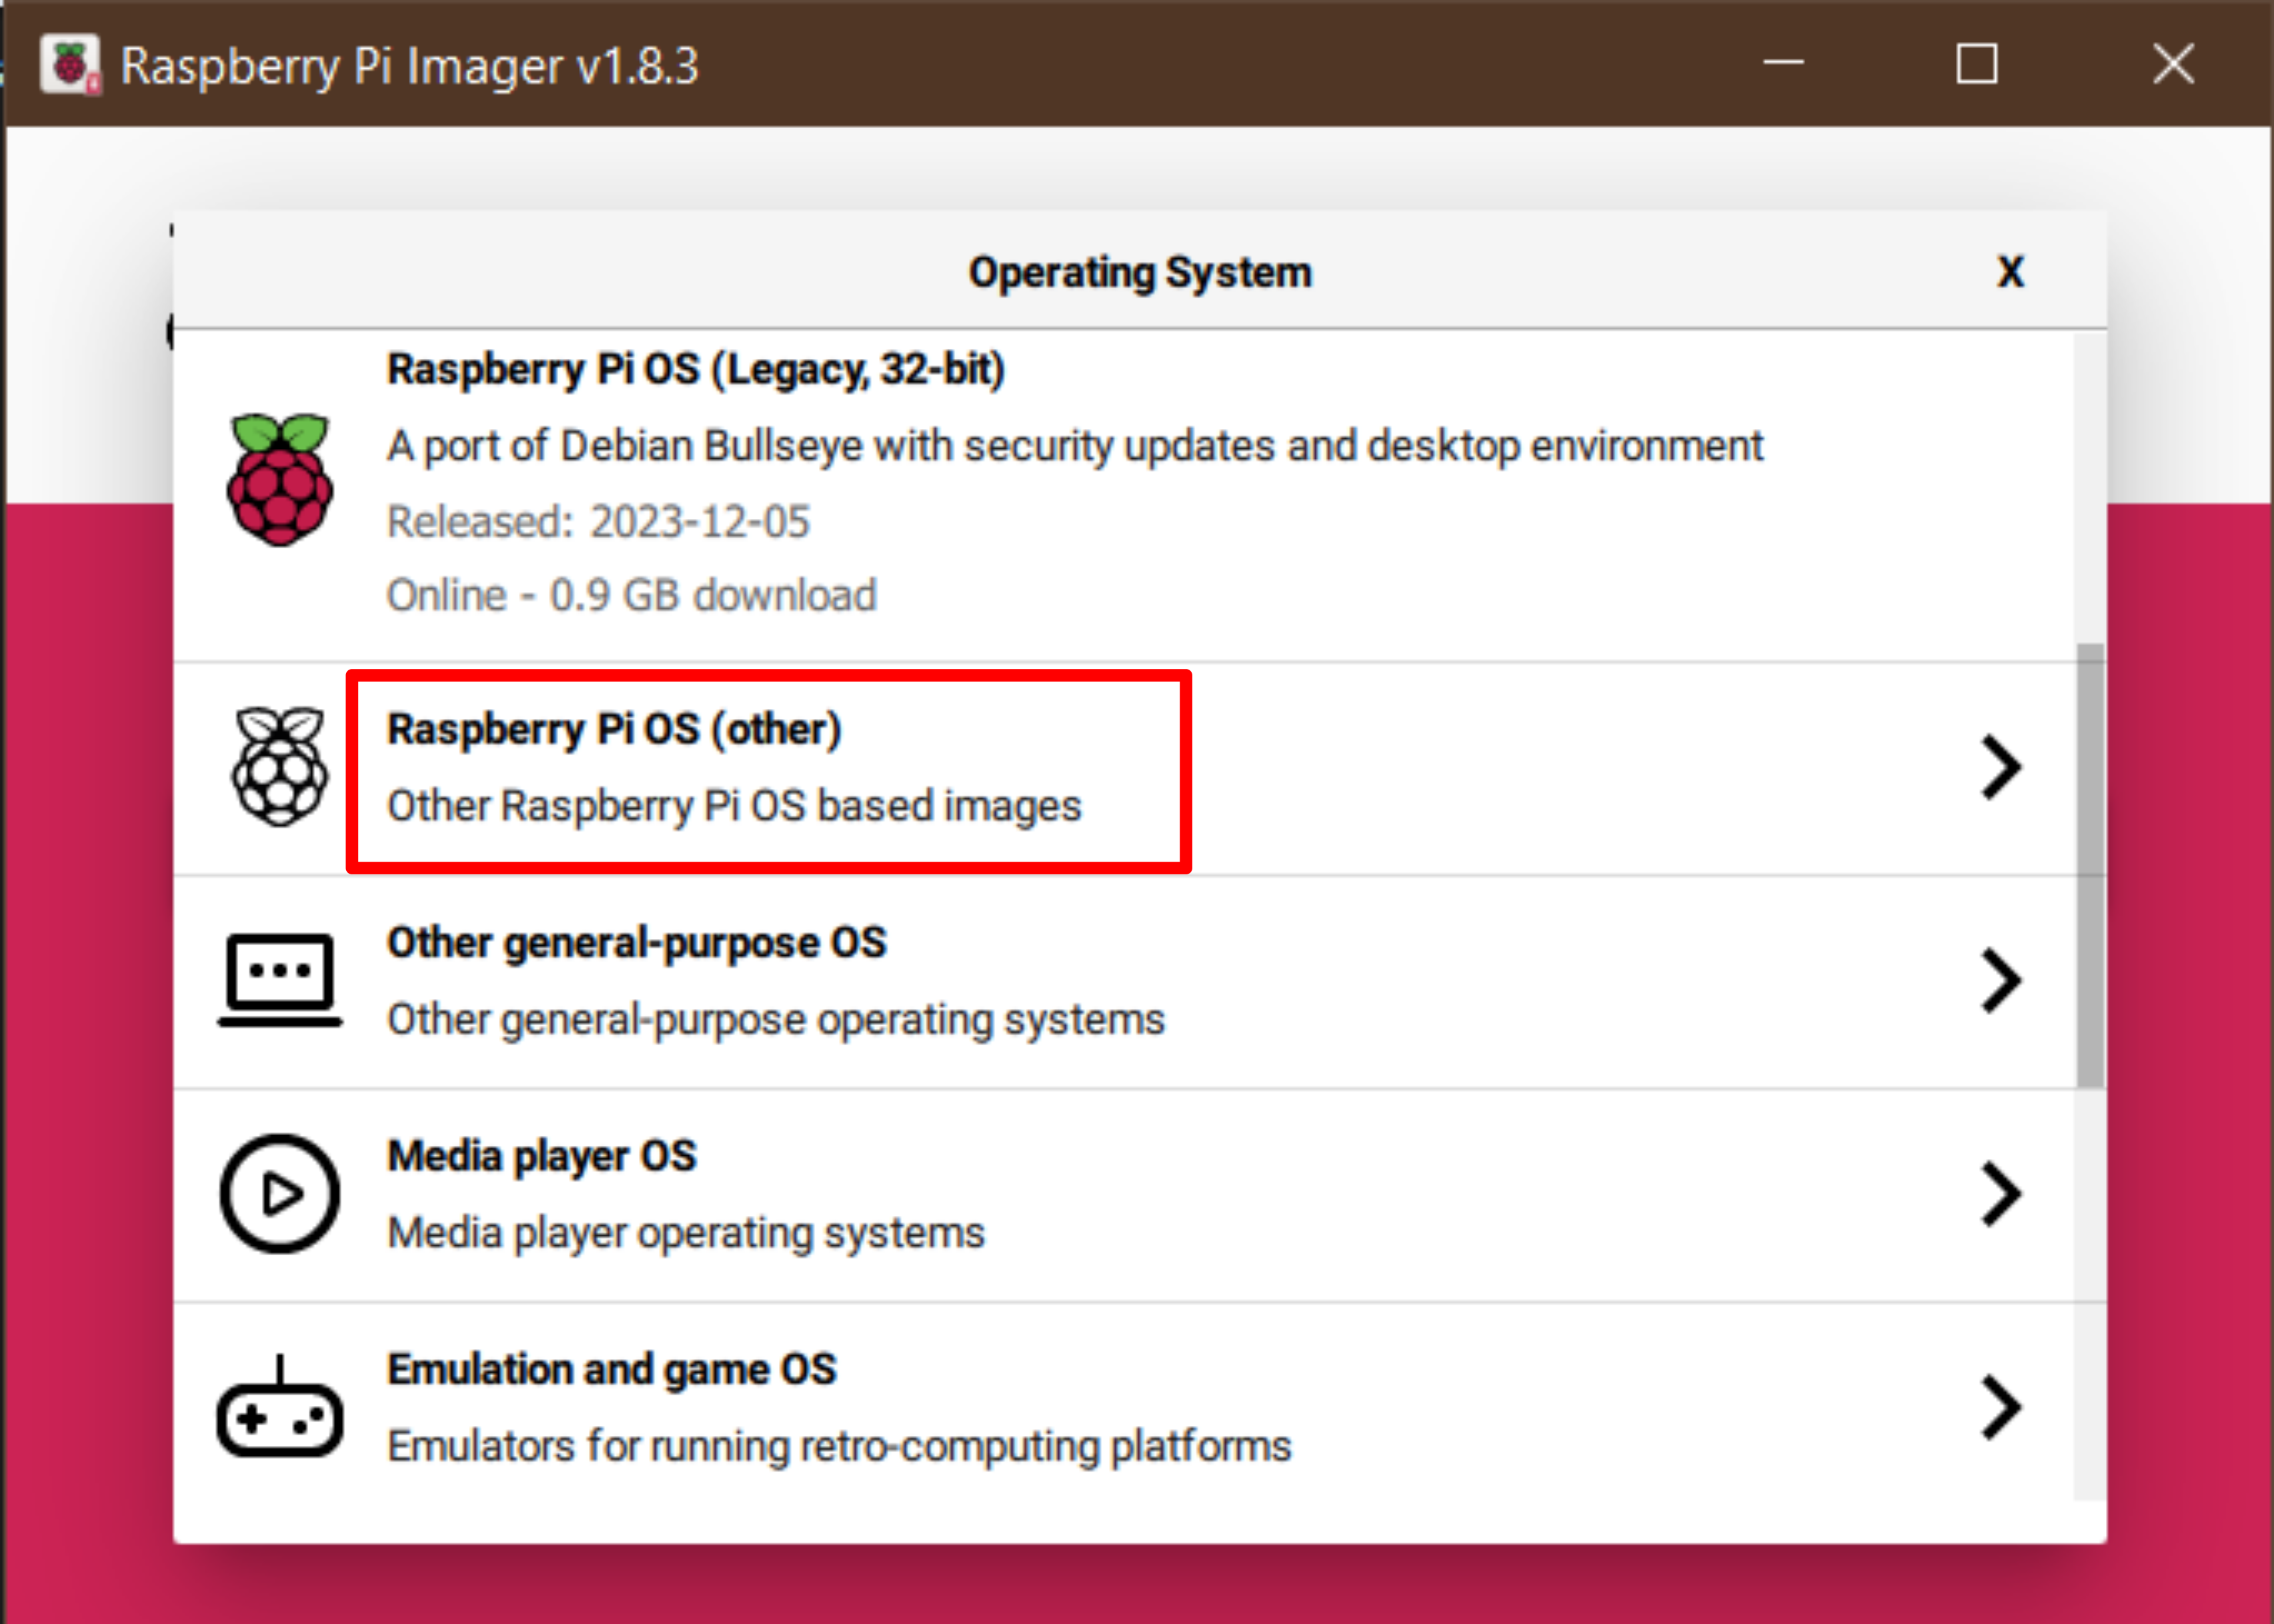 Raspberry Pi Imager v1.8.3
Operating System
X
Raspberry Pi OS (Legacy, 32-bit)
A port of Debian Bullseye with security updates and desktop environment
Released: 2023-12-05
Online - 0.9 GB download
Raspberry Pi OS (other)
Other Raspberry Pi OS based images
Other general-purpose OS
Other general-purpose operating systems
Media player OS
Media player operating systems
Emulation and game OS
Emulators for running retro-computing platforms